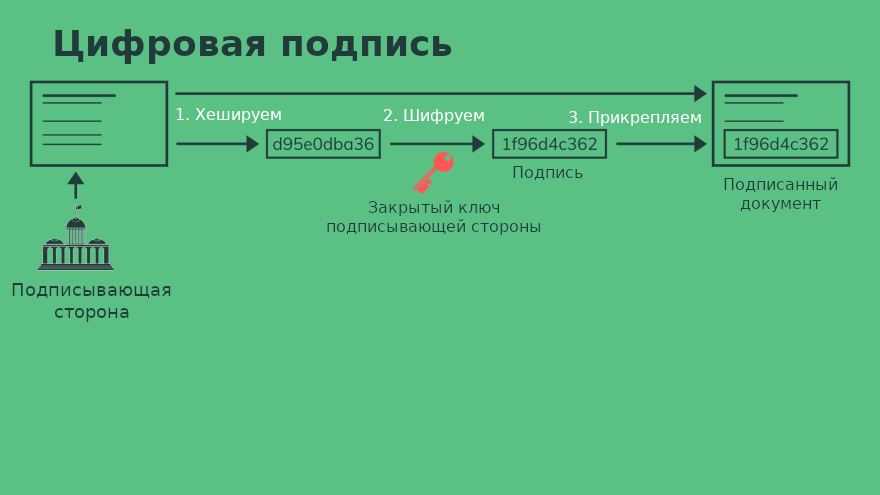 Цифровая подпись
1. Хешируем
2. Шифруем
3. Прикрепляем
d95e0dba36
1f96d4c362
1f96d4c362
Подпись
Подписанный
документ
Закрытый ключ
подписывающей стороны
Подписывающая
сторона